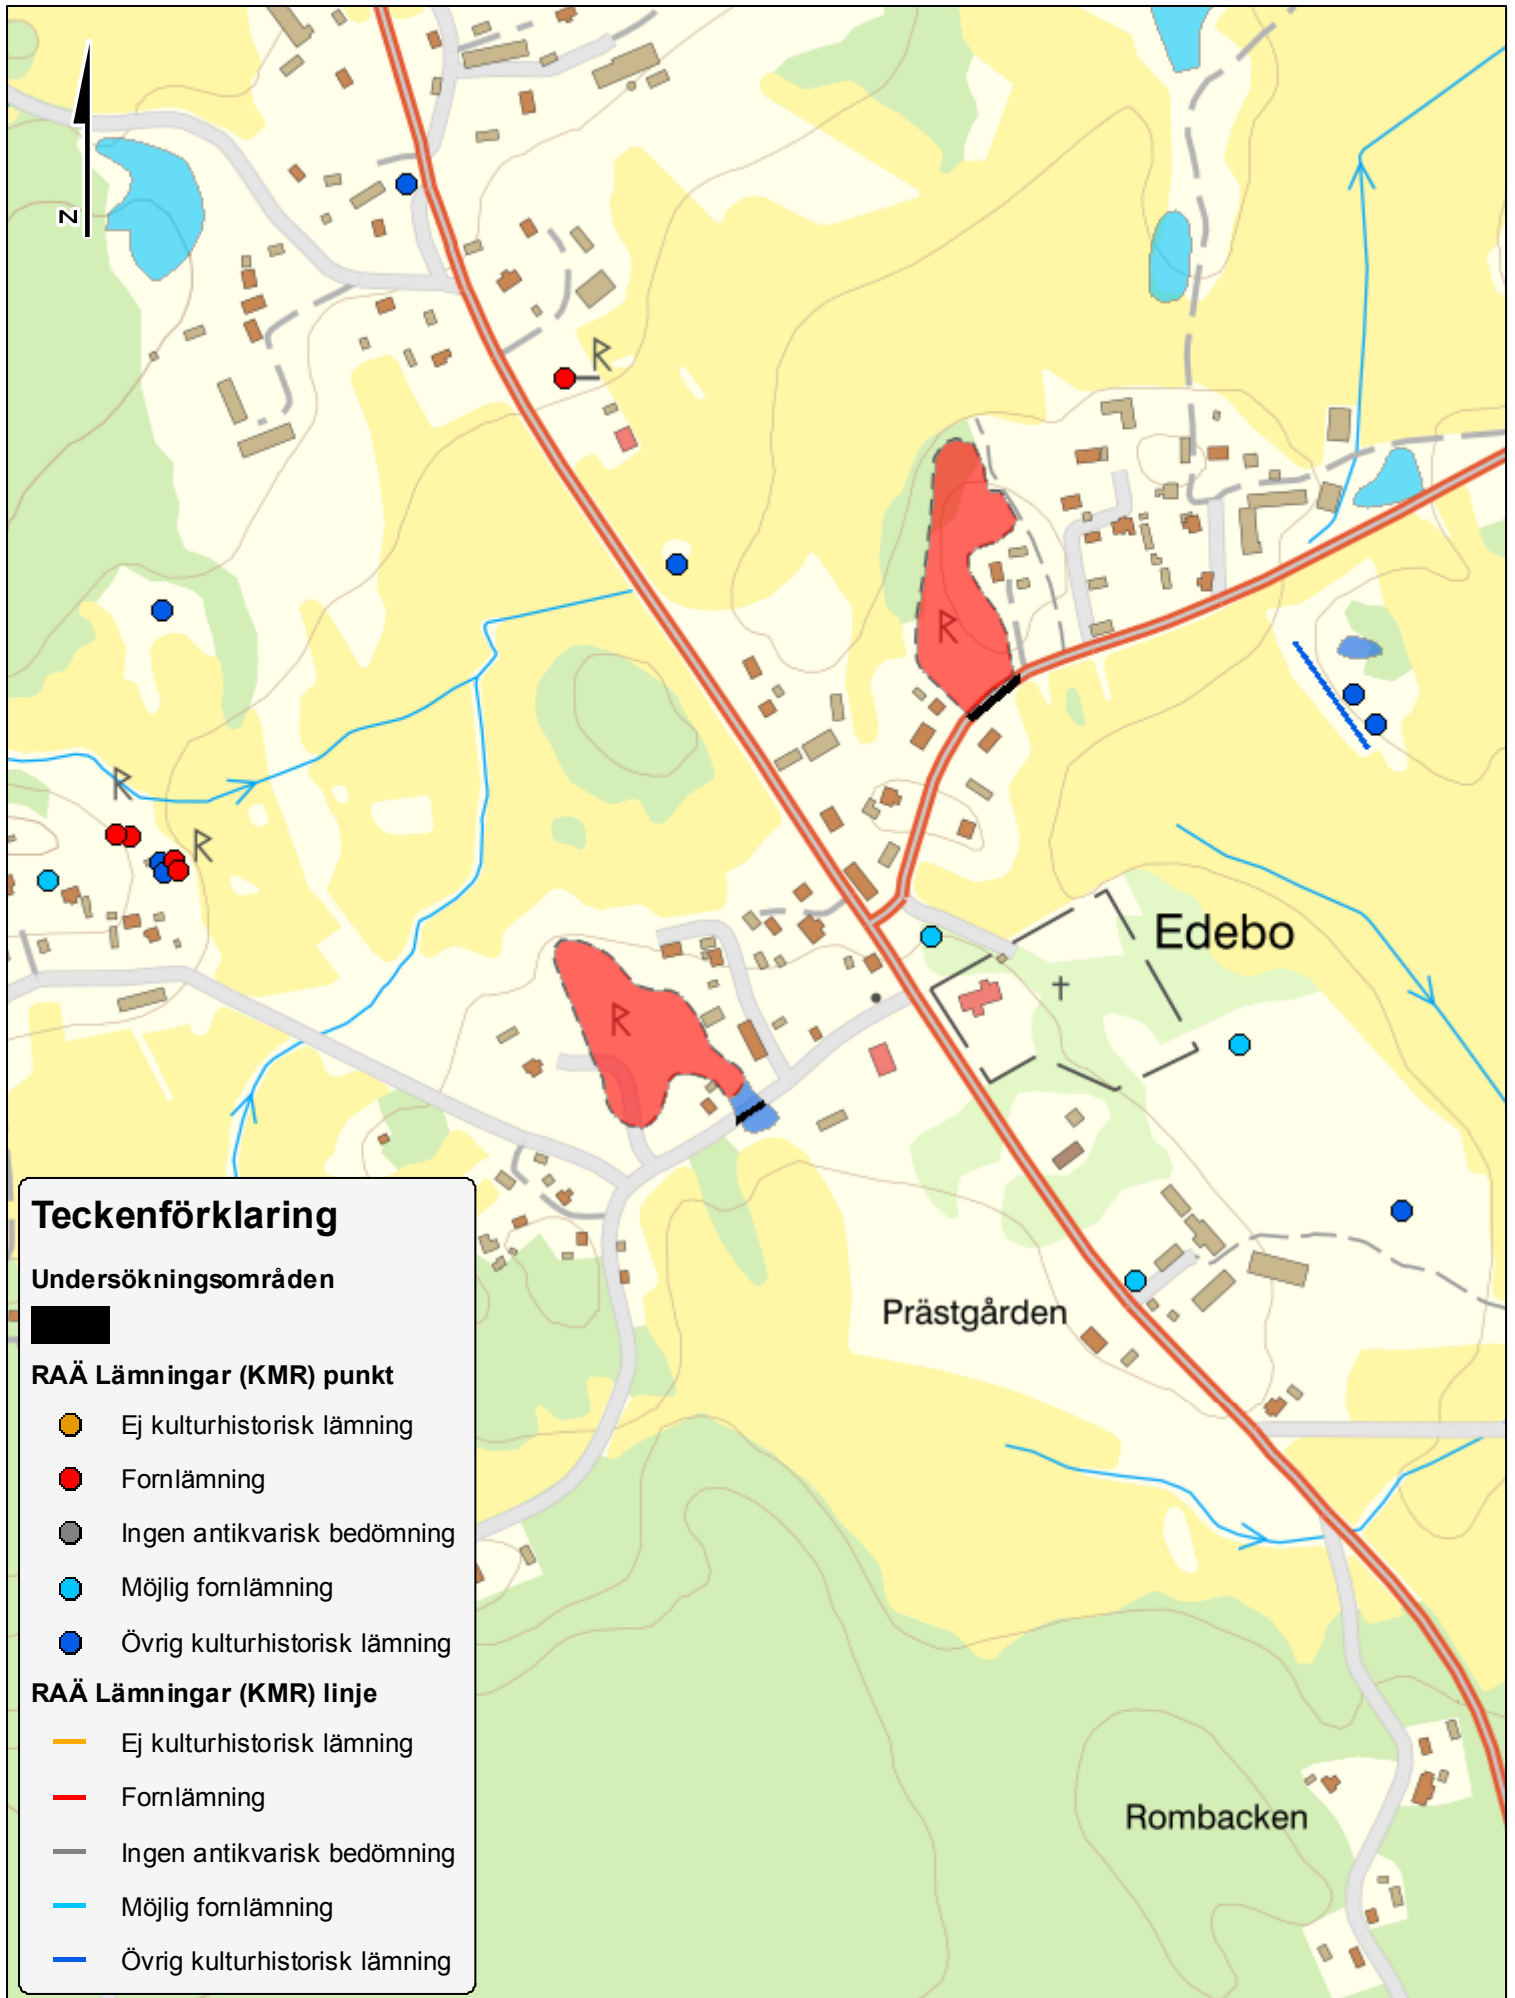 N
R
R
R
R
R
Edebo
Prästgården
Rombacken
Teckenförklaring
Undersökningsområden
RAÄ Lämningar (KMR) punkt
Ej kulturhistorisk lämning
Fornlämning
Ingen antikvarisk bedömning
Möjlig fornlämning
Övrig kulturhistorisk lämning
RAÄ Lämningar (KMR) linje
Ej kulturhistorisk lämning
Fornlämning
Ingen antikvarisk bedömning
Möjlig fornlämning
Övrig kulturhistorisk lämning